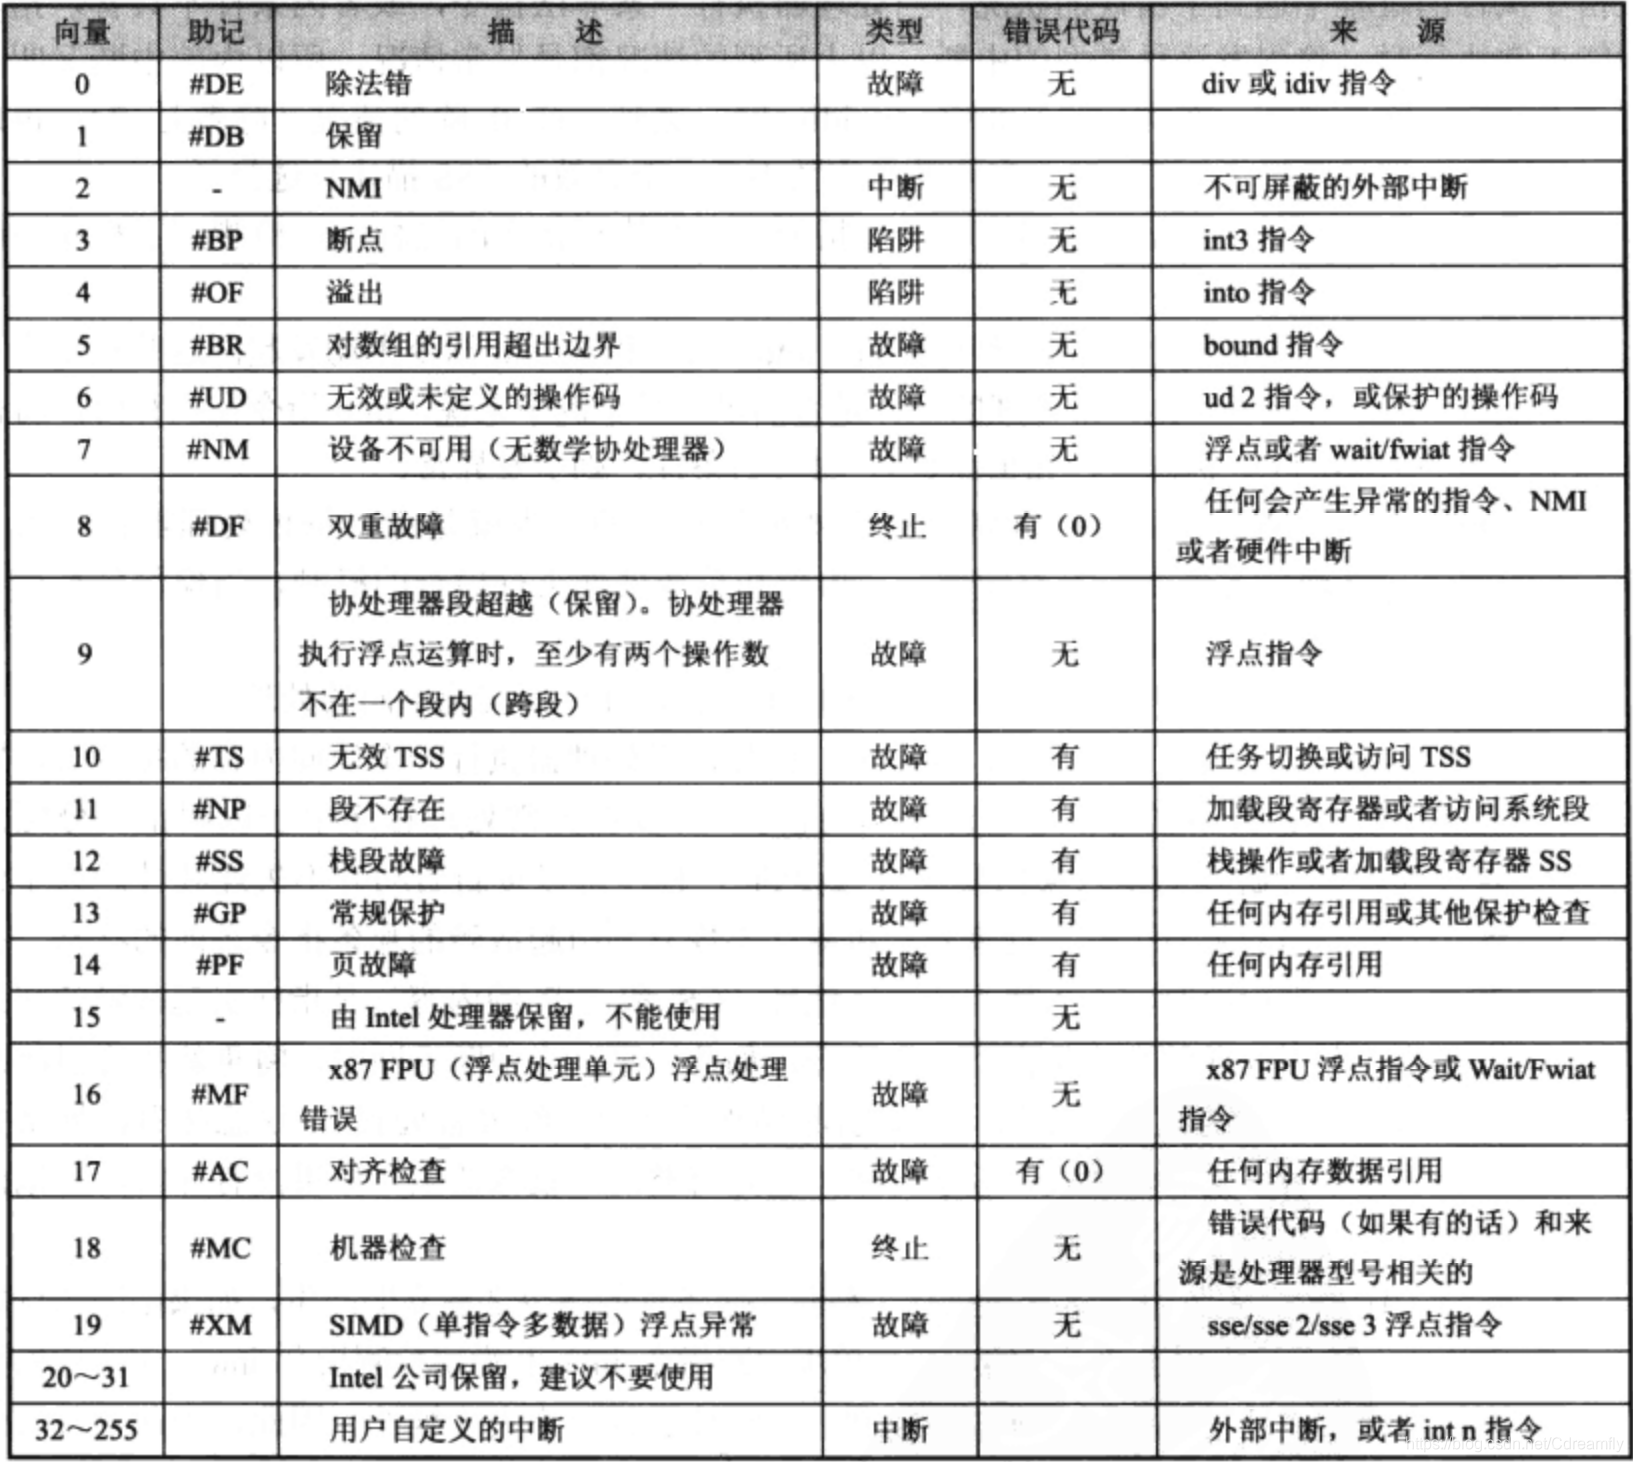 向量 助记 描 述 类型 错误代码 来 源
0 #DE 除法错 故障 无 div 或 idiv 指令
1 #DB 保留
2 - NMI 中断 无 不可屏蔽的外部中断
3 #BP 断点 陷阱 无 int3 指令
4 #OF 溢出 陷阱 无 into 指令
5 #BR 对数组的引用超出边界 故障 无 bound 指令
6 #UD 无效或未定义的操作码 故障 无 ud 2 指令，或保护的操作码
7 #NM 设备不可用（无数学协处理器） 故障 无 浮点或者 wait/fwiat 指令
8 #DF 双重故障 终止 有（0） 任何会产生异常的指令、NMI
或者硬件中断
9 协处理器段超越（保留）。协处理器
执行浮点运算时，至少有两个操作数
不在一个段内（跨段）
故障 无 浮点指令
10 #TS 无效 TSS 故障 有 任务切换或访问 TSS
11 #NP 段不存在 故障 有 加载段寄存器或者访问系统段
12 #SS 栈段故障 故障 有 栈操作或者加载段寄存器 SS
13 #GP 常规保护 故障 有 任何内存引用或其他保护检查
14 #PF 页故障 故障 有 任何内存引用
15 - 由 Intel 处理器保留，不能使用 无
16 #MF x87 FPU（浮点处理单元）浮点处理
错误
故障 无 x87 FPU 浮点指令或 Wait/Fwiat
指令
17 #AC 对齐检查 故障 有（0） 任何内存数据引用
18 #MC 机器检查 终止 无 错误代码（如果有的话）和来
源是处理器型号相关的
19 #XM SIMD（单指令多数据）浮点异常 故障 无 sse/sse 2/sse 3 浮点指令
20～31 Intel 公司保留，建议不要使用
32～255 用户自定义的中断 中断 外部中断，或者 int n 指令
https://blog.csdn.net/Cdreamfly